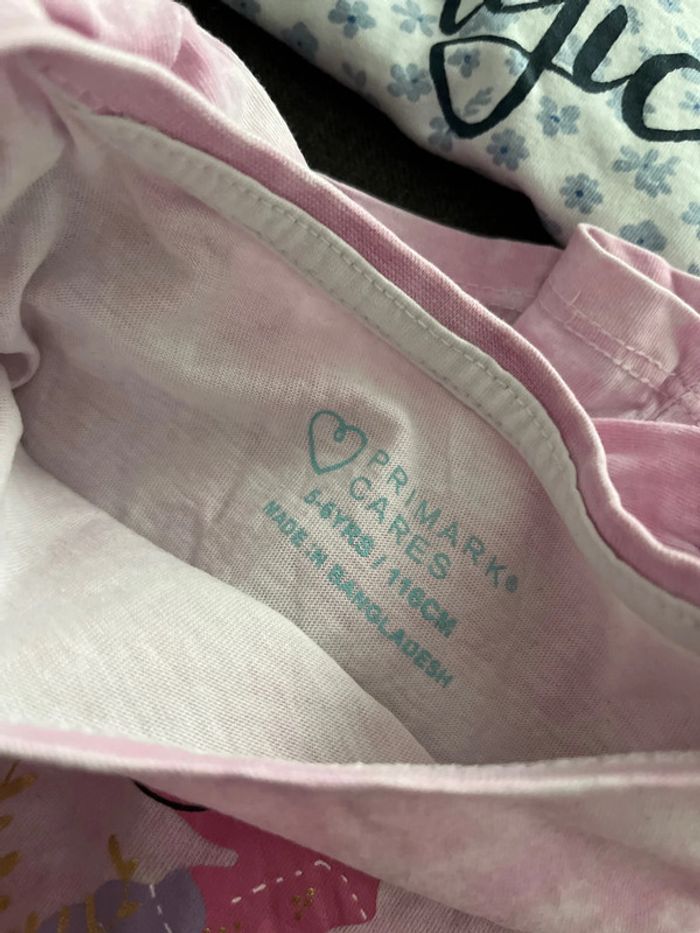 PRIMARK®
CARES
5-6YRS / 116CM
MADE IN BANGLADESH